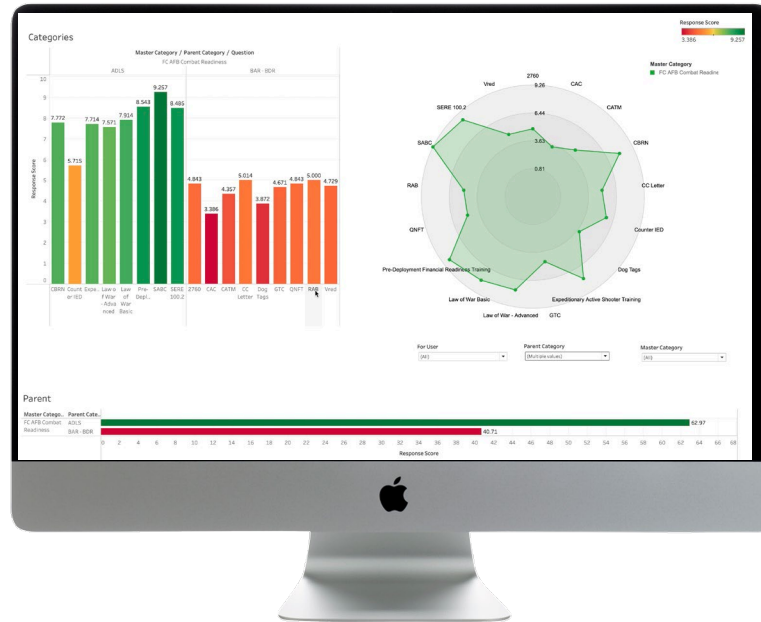 Response Score
3.386 9.257
Categories
Master Category / Parent Category / Question
FC AFB Combat Readiness
ADLS BAR - BDR
Master Category
FC AFB Combat Readine
Response Score
10
9
8
7
6
5
4
3
2
1
0
7.772
5.715
7.714
7.571
7.914
8.543
9.257
8.485
4.843
3.386
4.357
5.014
3.872
4.671
4.843
5.000
4.729
CBRN
Count
er IED
Expe..
Law o
f War
- Adva
nced
Law
of
War
Basic
Pre-
Depl..
SABC
SERE
100.2
2760
CAC
CATM
CC
Letter
Dog
Tags
GTC
QNFT
RAB
Vred
2760
9.26
6.44
3.63
0.81
CAC
CATM
CBRN
CC Letter
Counter IED
Dog Tags
Expeditionary Active Shooter Training
GTC
Law of War - Advanced
Law of War Basic
Pre-Deployment Financial Readiness Training
QNFT
RAB
SABC
SERE 100.2
Vred
For User
(All)
Parent Category
(Multiple values)
Master Category
(All)
Parent
Master Catego.. Parent Cate..
FC AFB Combat ADLS 62.97
Readiness BAR - BDR 40.71
0 2 4 6 8 10 12 14 16 18 20 22 24 26 28 30 32 34 36 38 40 42 44 46 48 50 52 54 56 58 60 62 64 66 68
Response Score